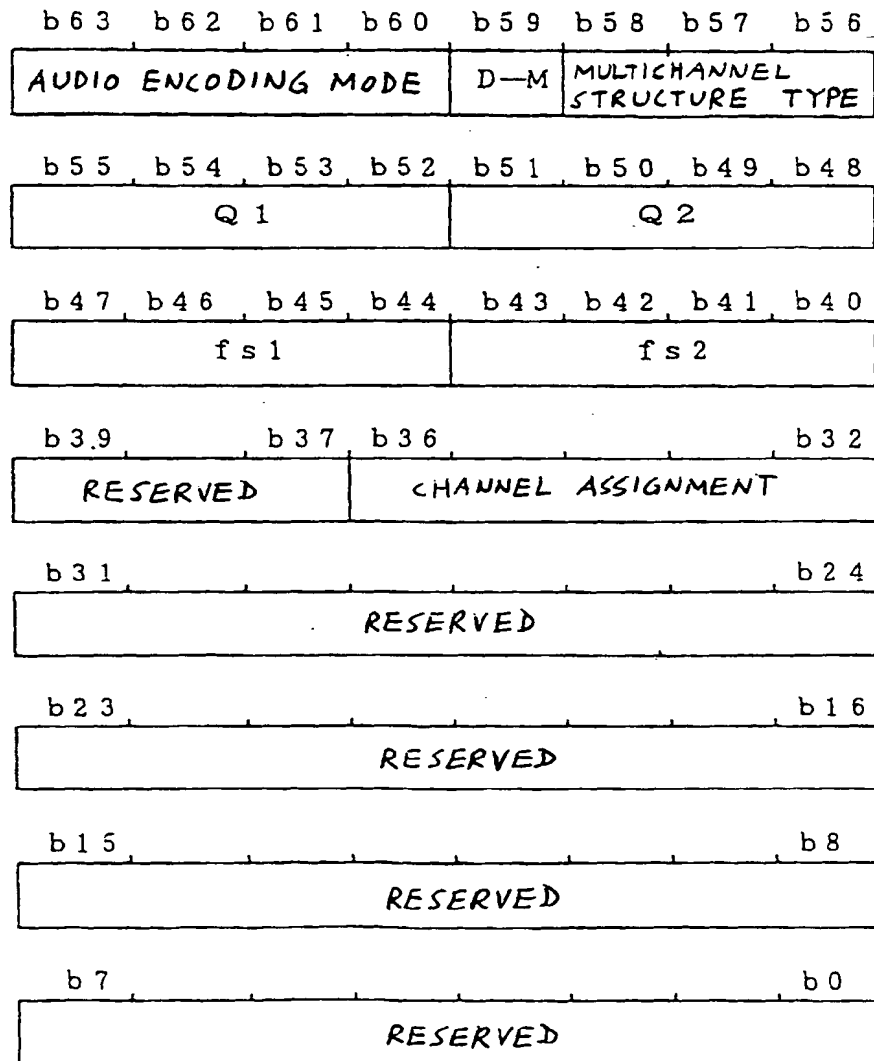 b63 b62 b61 b60 b59 b58 b57 b56
AUDIO ENCODING MODE D—M MULTICHANNEL
STRUCTURE TYPE
b55 b54 b53 b52 b51 b50 b49 b48
Q1 Q2
b47 b46 b45 b44 b43 b42 b41 b40
fs1 fs2
b39 b37 b36 b32
RESERVED CHANNEL ASSIGNMENT
b31 b24
RESERVED
b23 b16
RESERVED
b15 b8
RESERVED
b7 b0
RESERVED